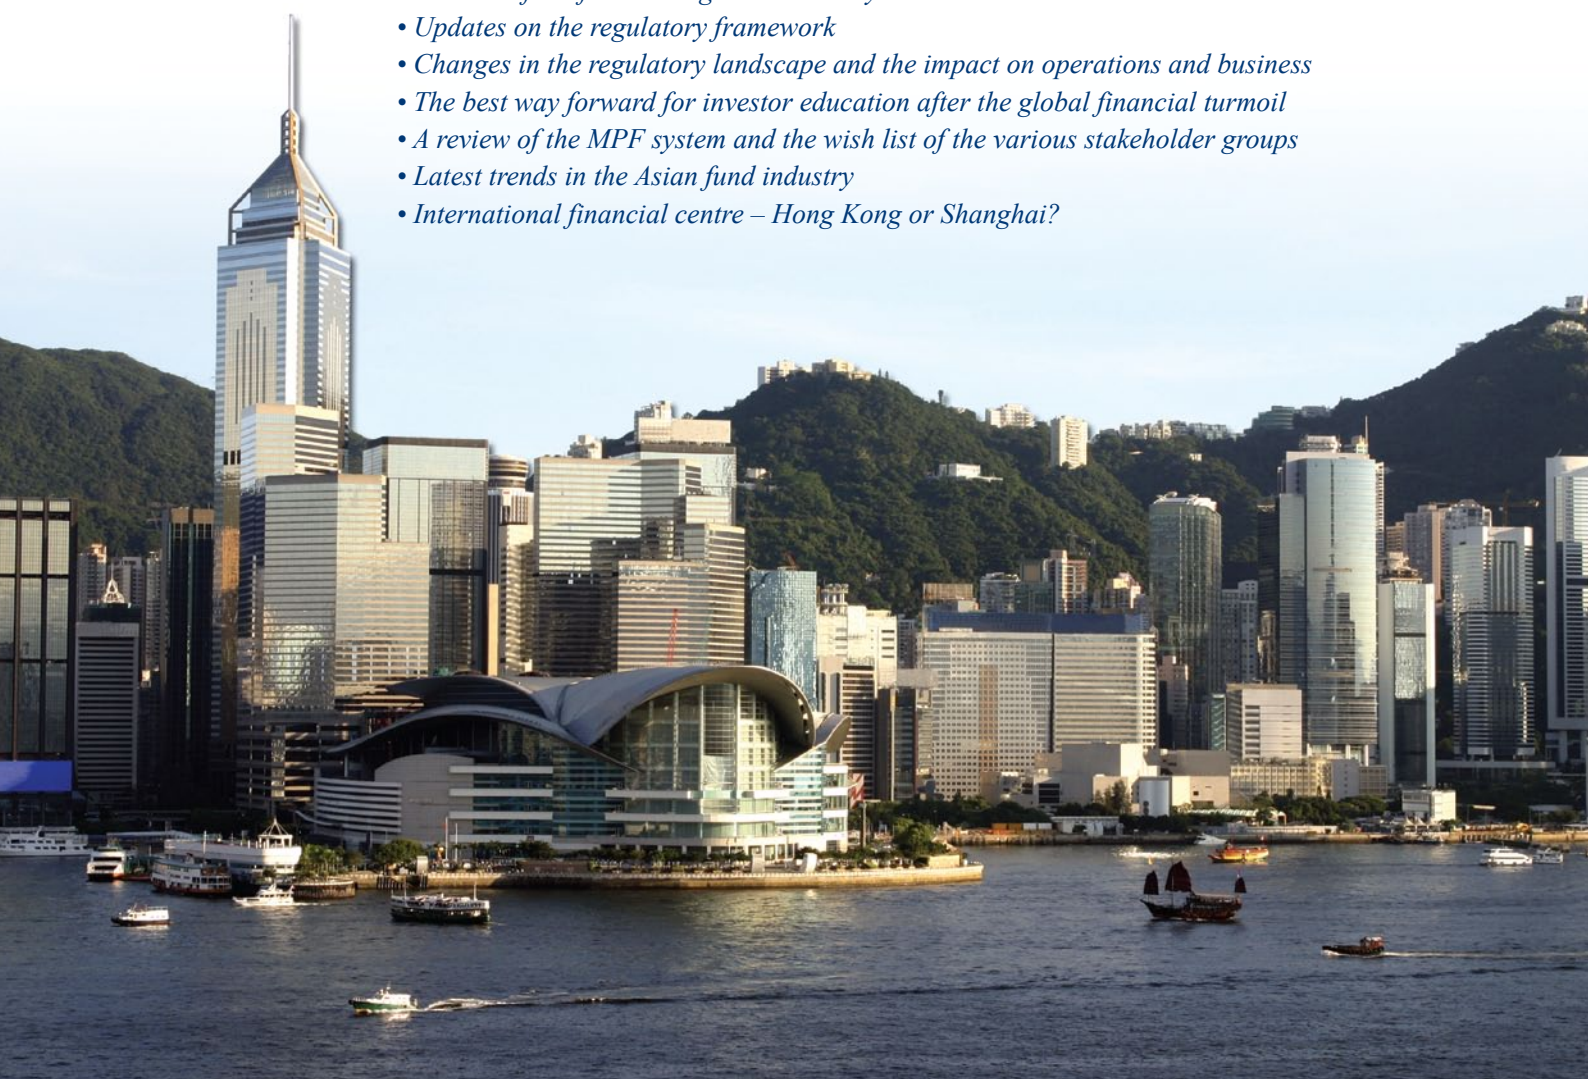 • Updates on the regulatory framework
• Changes in the regulatory landscape and the impact on operations and business
• The best way forward for investor education after the global financial turmoil
• A review of the MPF system and the wish list of the various stakeholder groups
• Latest trends in the Asian fund industry
• International financial centre – Hong Kong or Shanghai?